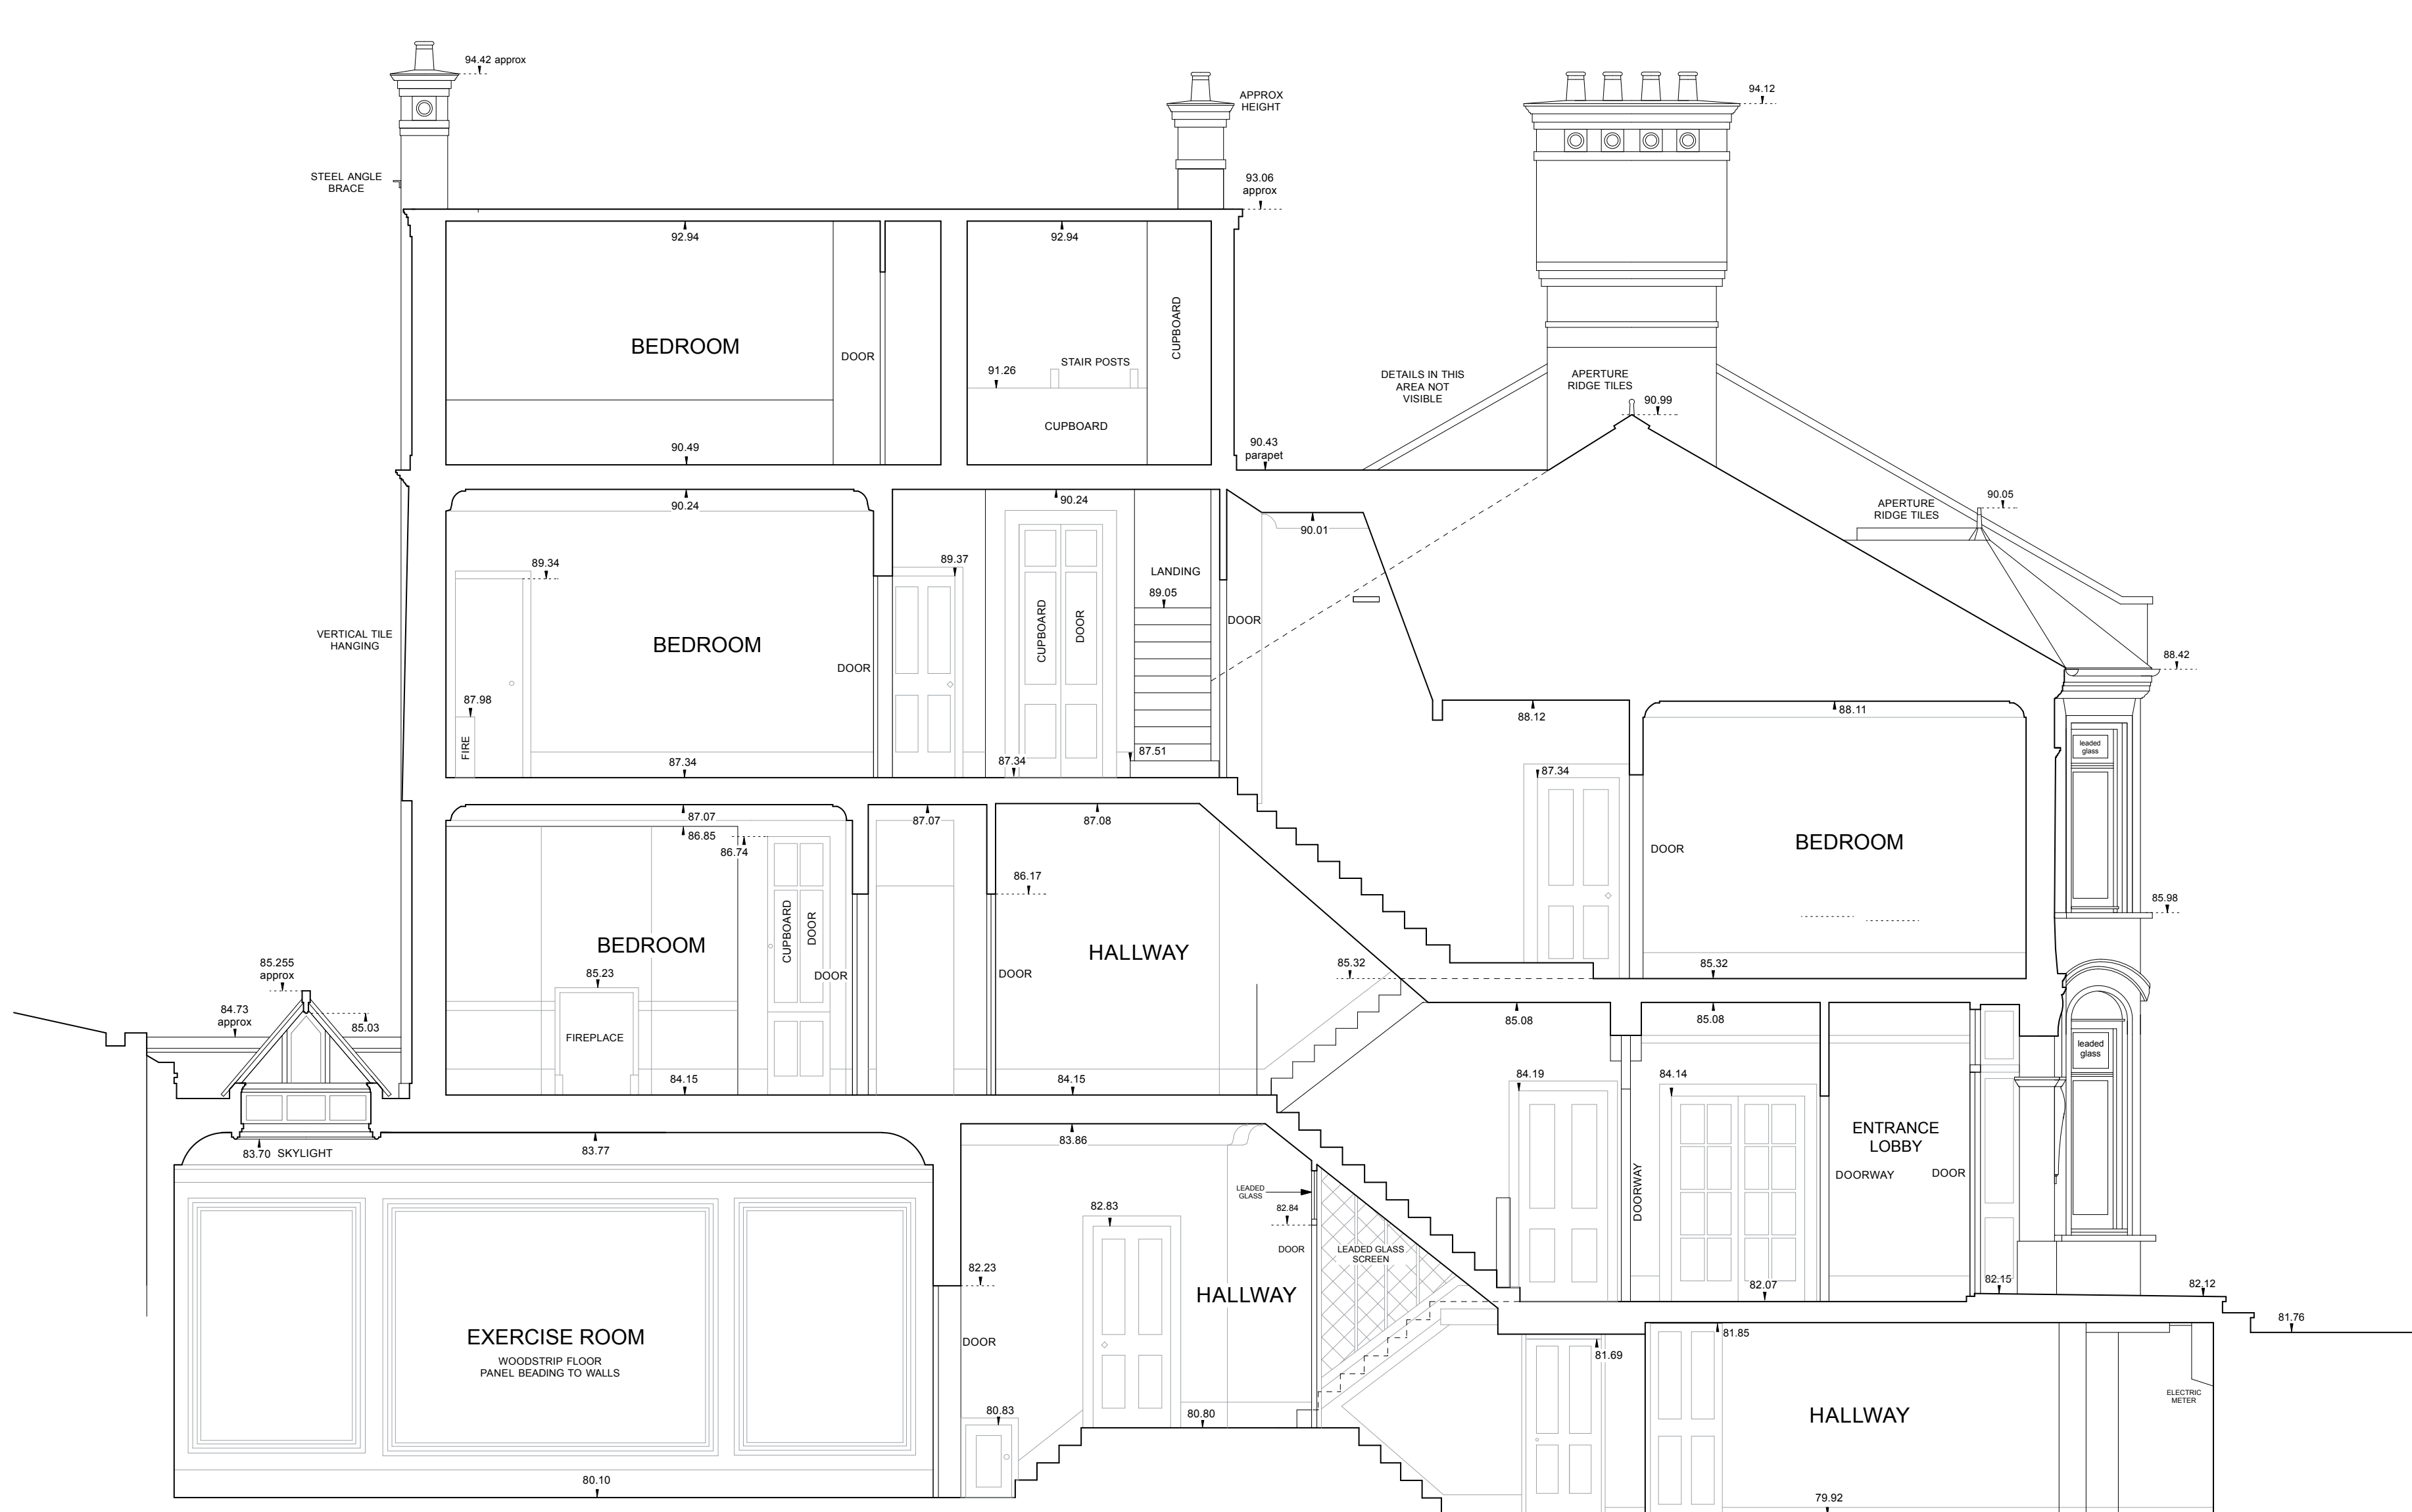 94.42 approx
APPROX
HEIGHT
94.12
STEEL ANGLE
BRACE
93.06
approx
92.94
92.94
BEDROOM
DOOR
CUPBOARD
STAIR POSTS
91.26
CUPBOARD
DETAILS IN THIS
AREA NOT
VISIBLE
APERTURE
RIDGE TILES
90.99
90.49
90.43
parapet
90.24
90.24
90.01
APERTURE
RIDGE TILES
90.05
89.34
89.37
LANDING
89.05
CUPBOARD
DOOR
DOOR
VERTICAL TILE
HANGING
BEDROOM
DOOR
88.42
87.98
FIRE
88.12
88.11
leaded
glass
87.34
87.34
87.51
87.34
87.07
87.07
87.08
86.85
86.74
DOOR
BEDROOM
86.17
85.98
CUPBOARD
DOOR
BEDROOM
DOOR
DOOR
HALLWAY
85.32
85.32
85.255
approx
85.23
84.73
approx
85.03
FIREPLACE
85.08
85.08
leaded
glass
84.15
84.15
84.19
84.14
83.70 SKYLIGHT
83.77
83.86
ENTRANCE
LOBBY
DOORWAY
DOORWAY
DOOR
LEADED
GLASS
82.83
82.84
DOOR
LEADED GLASS
SCREEN
82.23
HALLWAY
82.07
82.15
82.12
81.76
EXERCISE ROOM
WOODSTRIP FLOOR
PANEL BEADING TO WALLS
DOOR
81.85
81.69
ELECTRIC
METER
80.83
80.80
HALLWAY
80.10
79.92